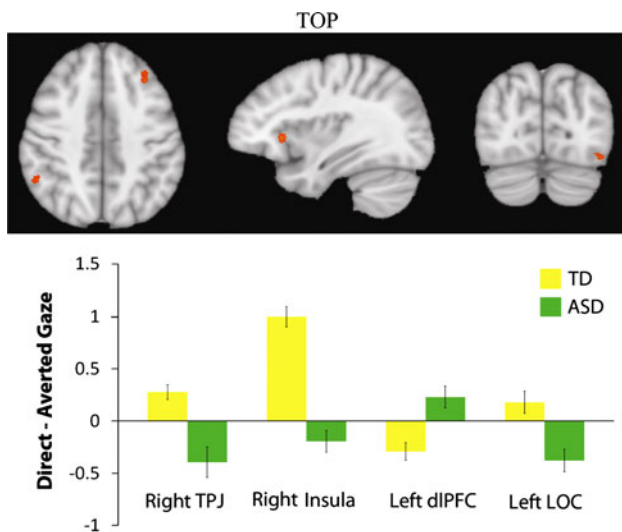 TOP
1.5
1
0.5
0
-0.5
-1
Direct - Averted Gaze
TD
ASD
Right TPJ Right Insula Left dlPFC Left LOC